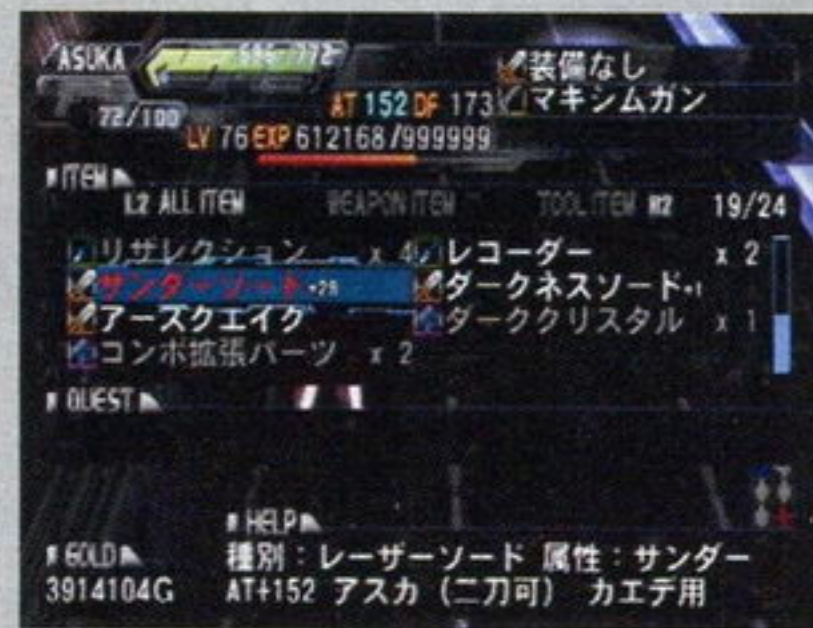 ASUKA 696/772 装備なし
72/100 AT 152 DF 173 マキシムガン
LV 76 EXP 612168/999999
ITEM
L2 ALL ITEM WEAPON ITEM TOOL ITEM R2 19/24
リザレクション x 4 レコーダー x 2
サンダーソード ダークネスソード+1
アースクエイク ダーククリスタル x 1
コンボ拡張パーツ x 2
QUEST
HELP
GOLD 種別：レーザーソード 属性：サンダー
3914104G AT+152 アスカ（二刀可） カエデ用